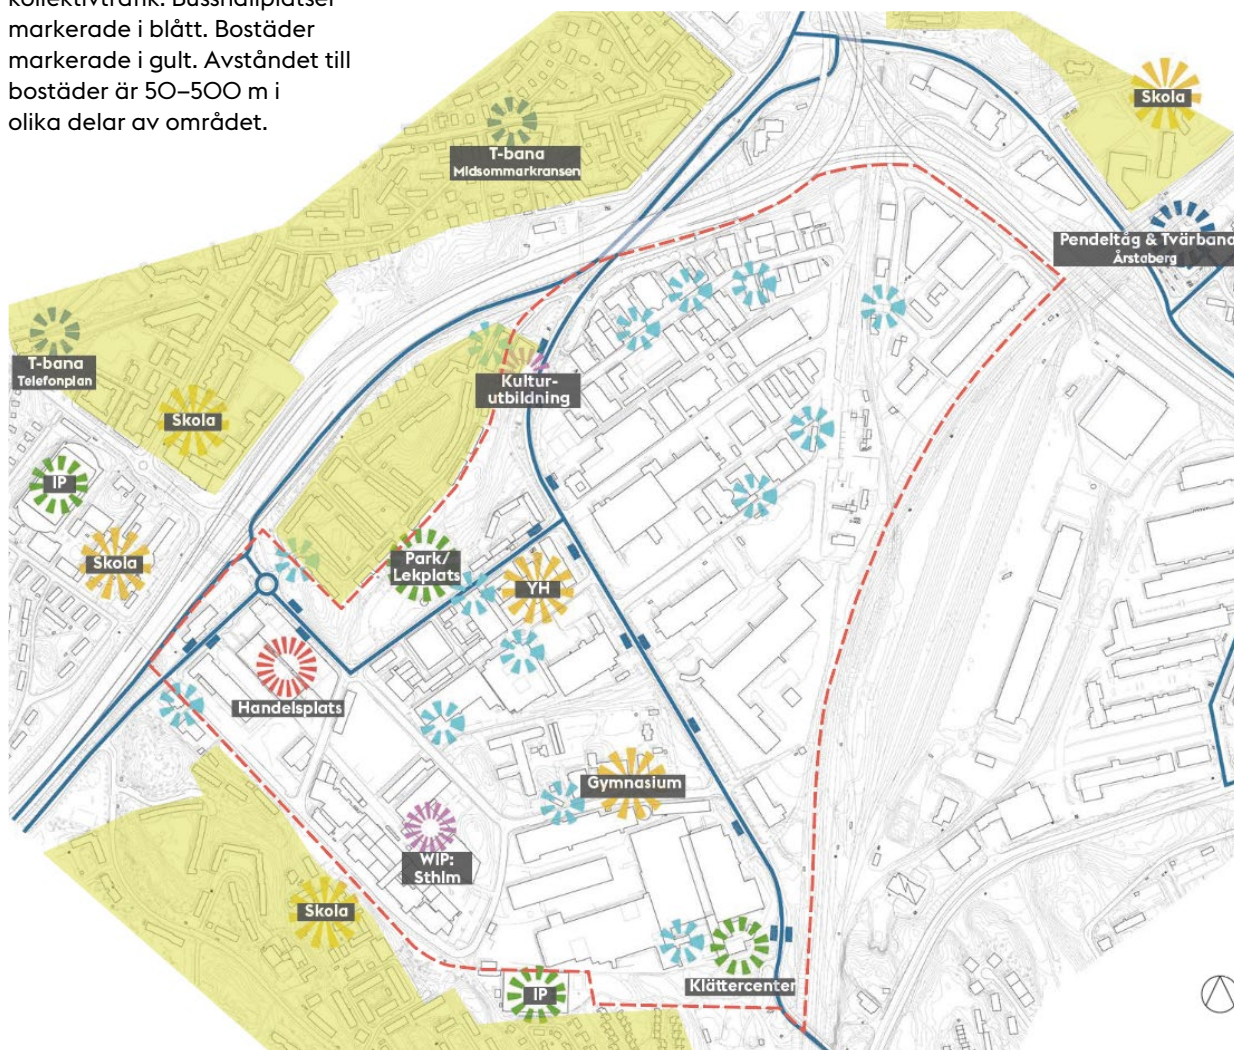 kollektivtrafik. Busshållplatser
markerade i blått. Bostäder
markerade i gult. Avståndet till
bostäder är 50–500 m i
olika delar av området.
Skola
T-bana
Midsommarkransen
Pendeltåg & Tvärbana
Årstaberg
T-bana
Telefonplan
Kultur-
utbildning
Skola
IP
Skola
Park/
Lekplats
YH
Handelsplats
Gymnasium
WIP:
Sthlm
Skola
Klättercenter
IP